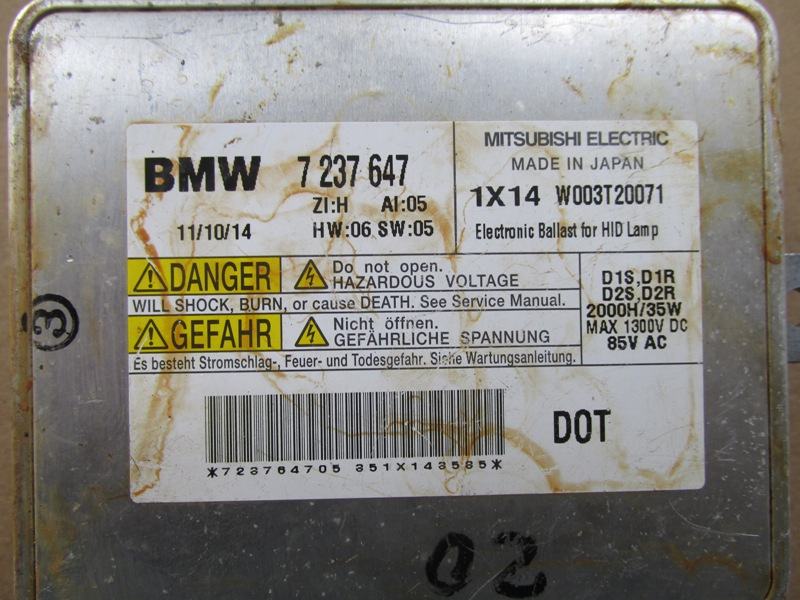 BMW 7 237 647
ZI:H AI:05
11/10/14 HW:06 SW:05
MITSUBISHI ELECTRIC
MADE IN JAPAN
1X14 W003T20071
Electronic Ballast for HID Lamp
DANGER Do not open.
HAZARDOUS VOLTAGE
WILL SHOCK, BURN, or cause DEATH. See Service Manual.
GEFAHR Nicht öffnen.
GEFÄHRLICHE SPANNUNG
Es besteht Stromschlag-, Feuer- und Todesgefahr. Siehe Wartungsanleitung.
D1S,D1R
D2S,D2R
2000H/35W
MAX 1300V DC
85V AC
*723764705 351X143585*
DOT
3
02